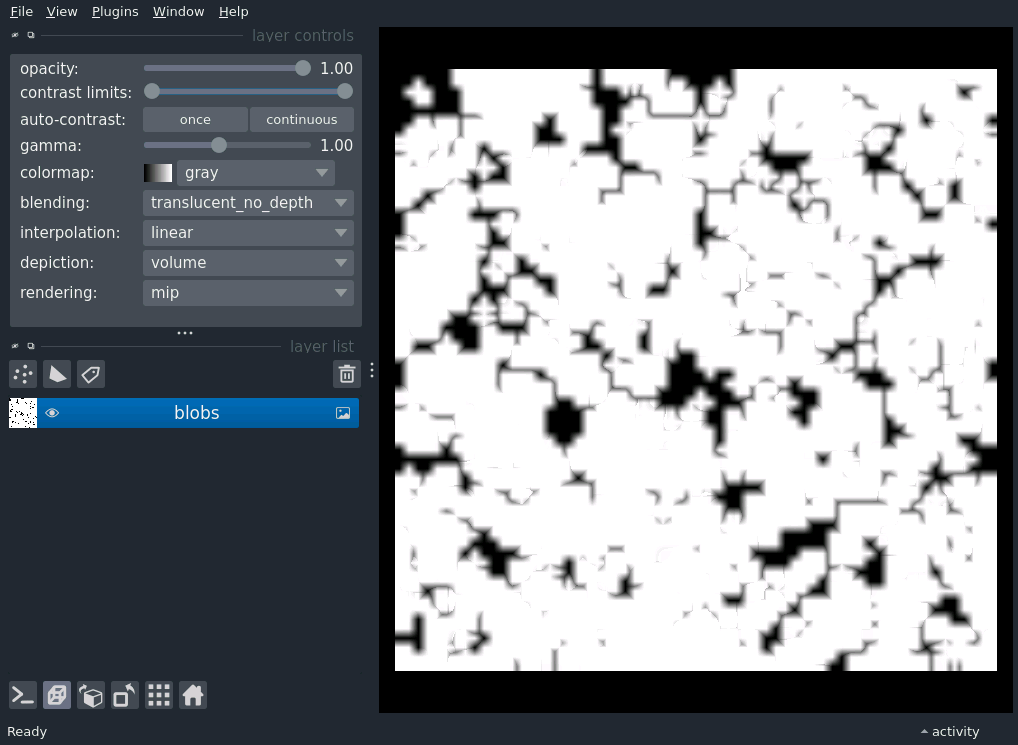 File View Plugins Window Help
layer controls
opacity: 1.00
contrast limits:
auto-contrast: once continuous
gamma: 1.00
colormap: gray
blending: translucent_no_depth
interpolation: linear
depiction: volume
rendering: mip
layer list
blobs
Ready
activity